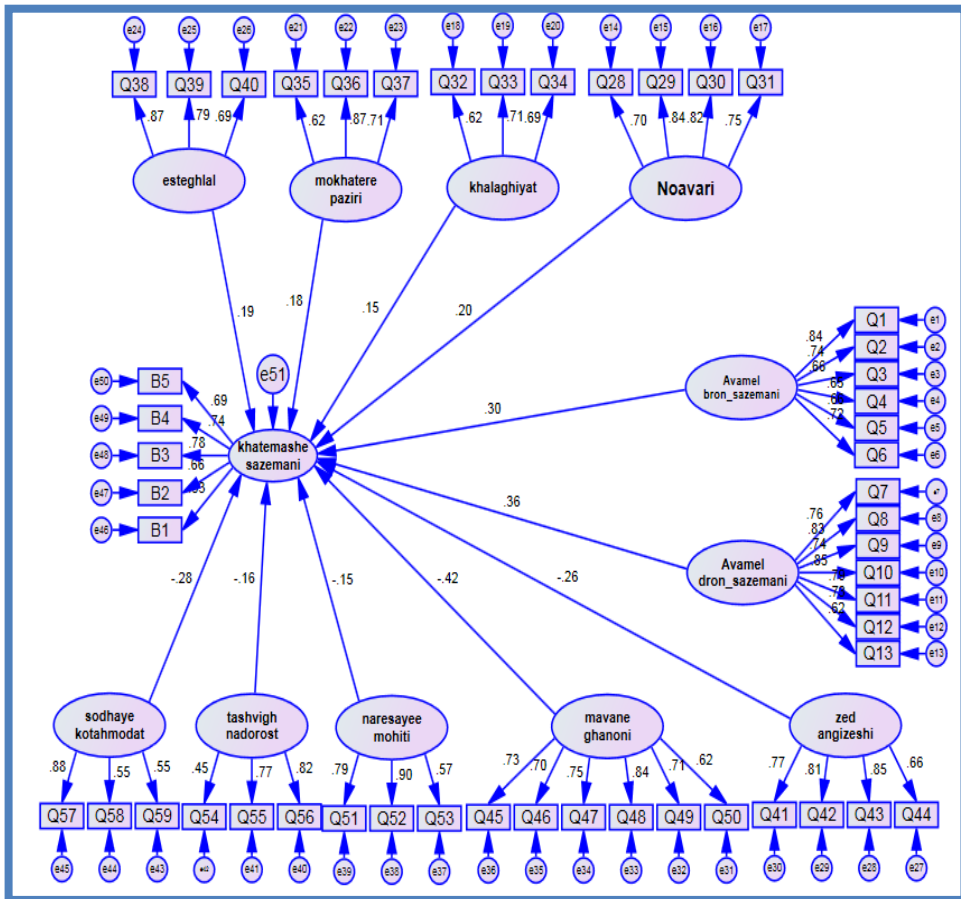 e24 e25 e26 e21 e22 e23 e18 e19 e20 e14 e15 e16 e17
Q38 Q39 Q40 Q35 Q36 Q37 Q32 Q33 Q34 Q28 Q29 Q30 Q31
.87 .79 .69 .62 .87 .71 .62 .71 .69 .70 .84 .82 .75
esteghlal
mokhatere
paziri
khalaghiyat
Noavari
.19 .18 .15 .20
e51
e50 B5 .69
e49 B4 .74
e48 B3 .78
e47 B2 .66
e46 B1
khatemashe
sazemani
.30
Avamel
bron_sazemani
.84 Q1 e1
.74 Q2 e2
.66 Q3 e3
Q4 e4
Q5 e5
.72 Q6 e6
.36
Avamel
dron_sazemani
.76 Q7
.83 Q8 e8
.74 Q9 e9
.85 Q10 e10
Q11 e11
Q12 e12
.62 Q13 e13
-.28 -.16 -.15 -.42 -.26
sodhaye
kotahmodat
tashvigh
nadorost
naresayee
mohiti
mavane
ghanoni
zed
angizeshi
.88 .55 .55 .45 .77 .82 .79 .90 .57 .73 .70 .75 .84 .71 .62 .77 .81 .85 .66
Q57 Q58 Q59 Q54 Q55 Q56 Q51 Q52 Q53 Q45 Q46 Q47 Q48 Q49 Q50 Q41 Q42 Q43 Q44
e45 e44 e43 e41 e40 e39 e38 e37 e36 e35 e34 e33 e32 e31 e30 e29 e28 e27